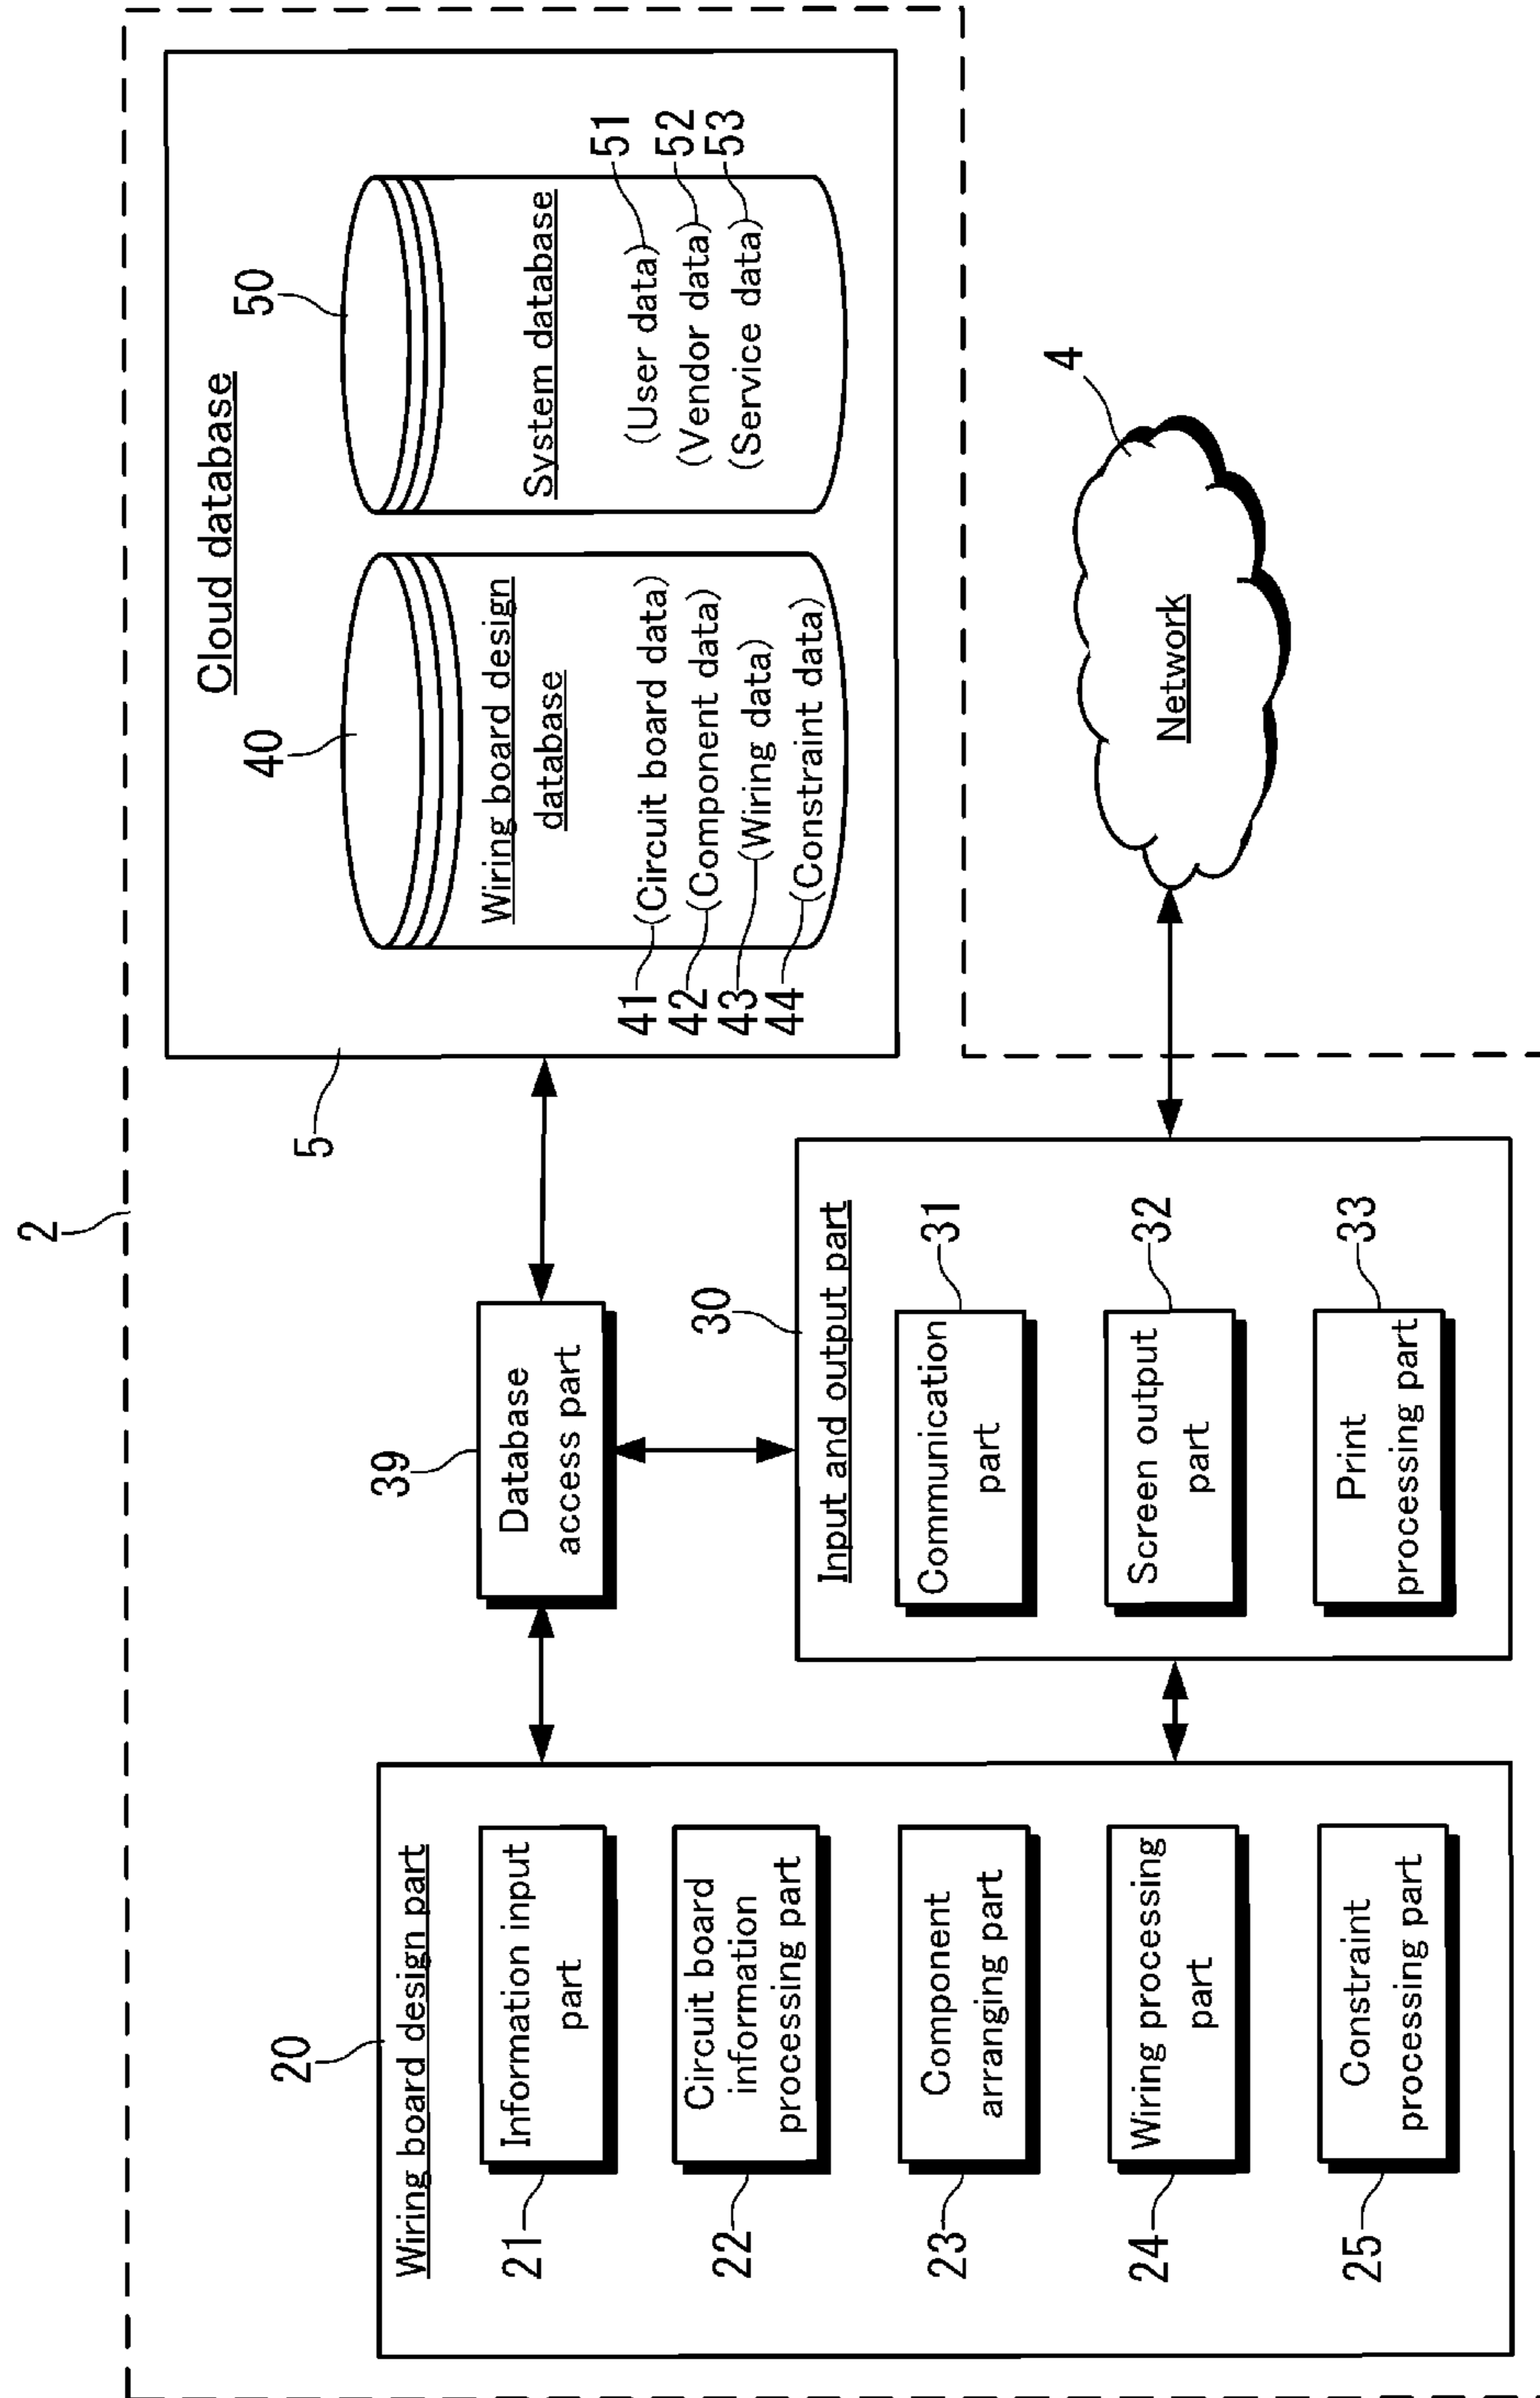 2
20
Wiring board design part
21
Information input
part
22
Circuit board
information
processing part
23
Component
arranging part
24
Wiring processing
part
25
Constraint
processing part
39
Database
access part
30
Input and output part
Communication
part
31
Screen output
part
32
Print
processing part
33
5
Cloud database
40
Wiring board design
database
41 (Circuit board data)
42 (Component data)
43 (Wiring data)
44 (Constraint data)
50
System database
(User data) 51
(Vendor data) 52
(Service data) 53
4
Network